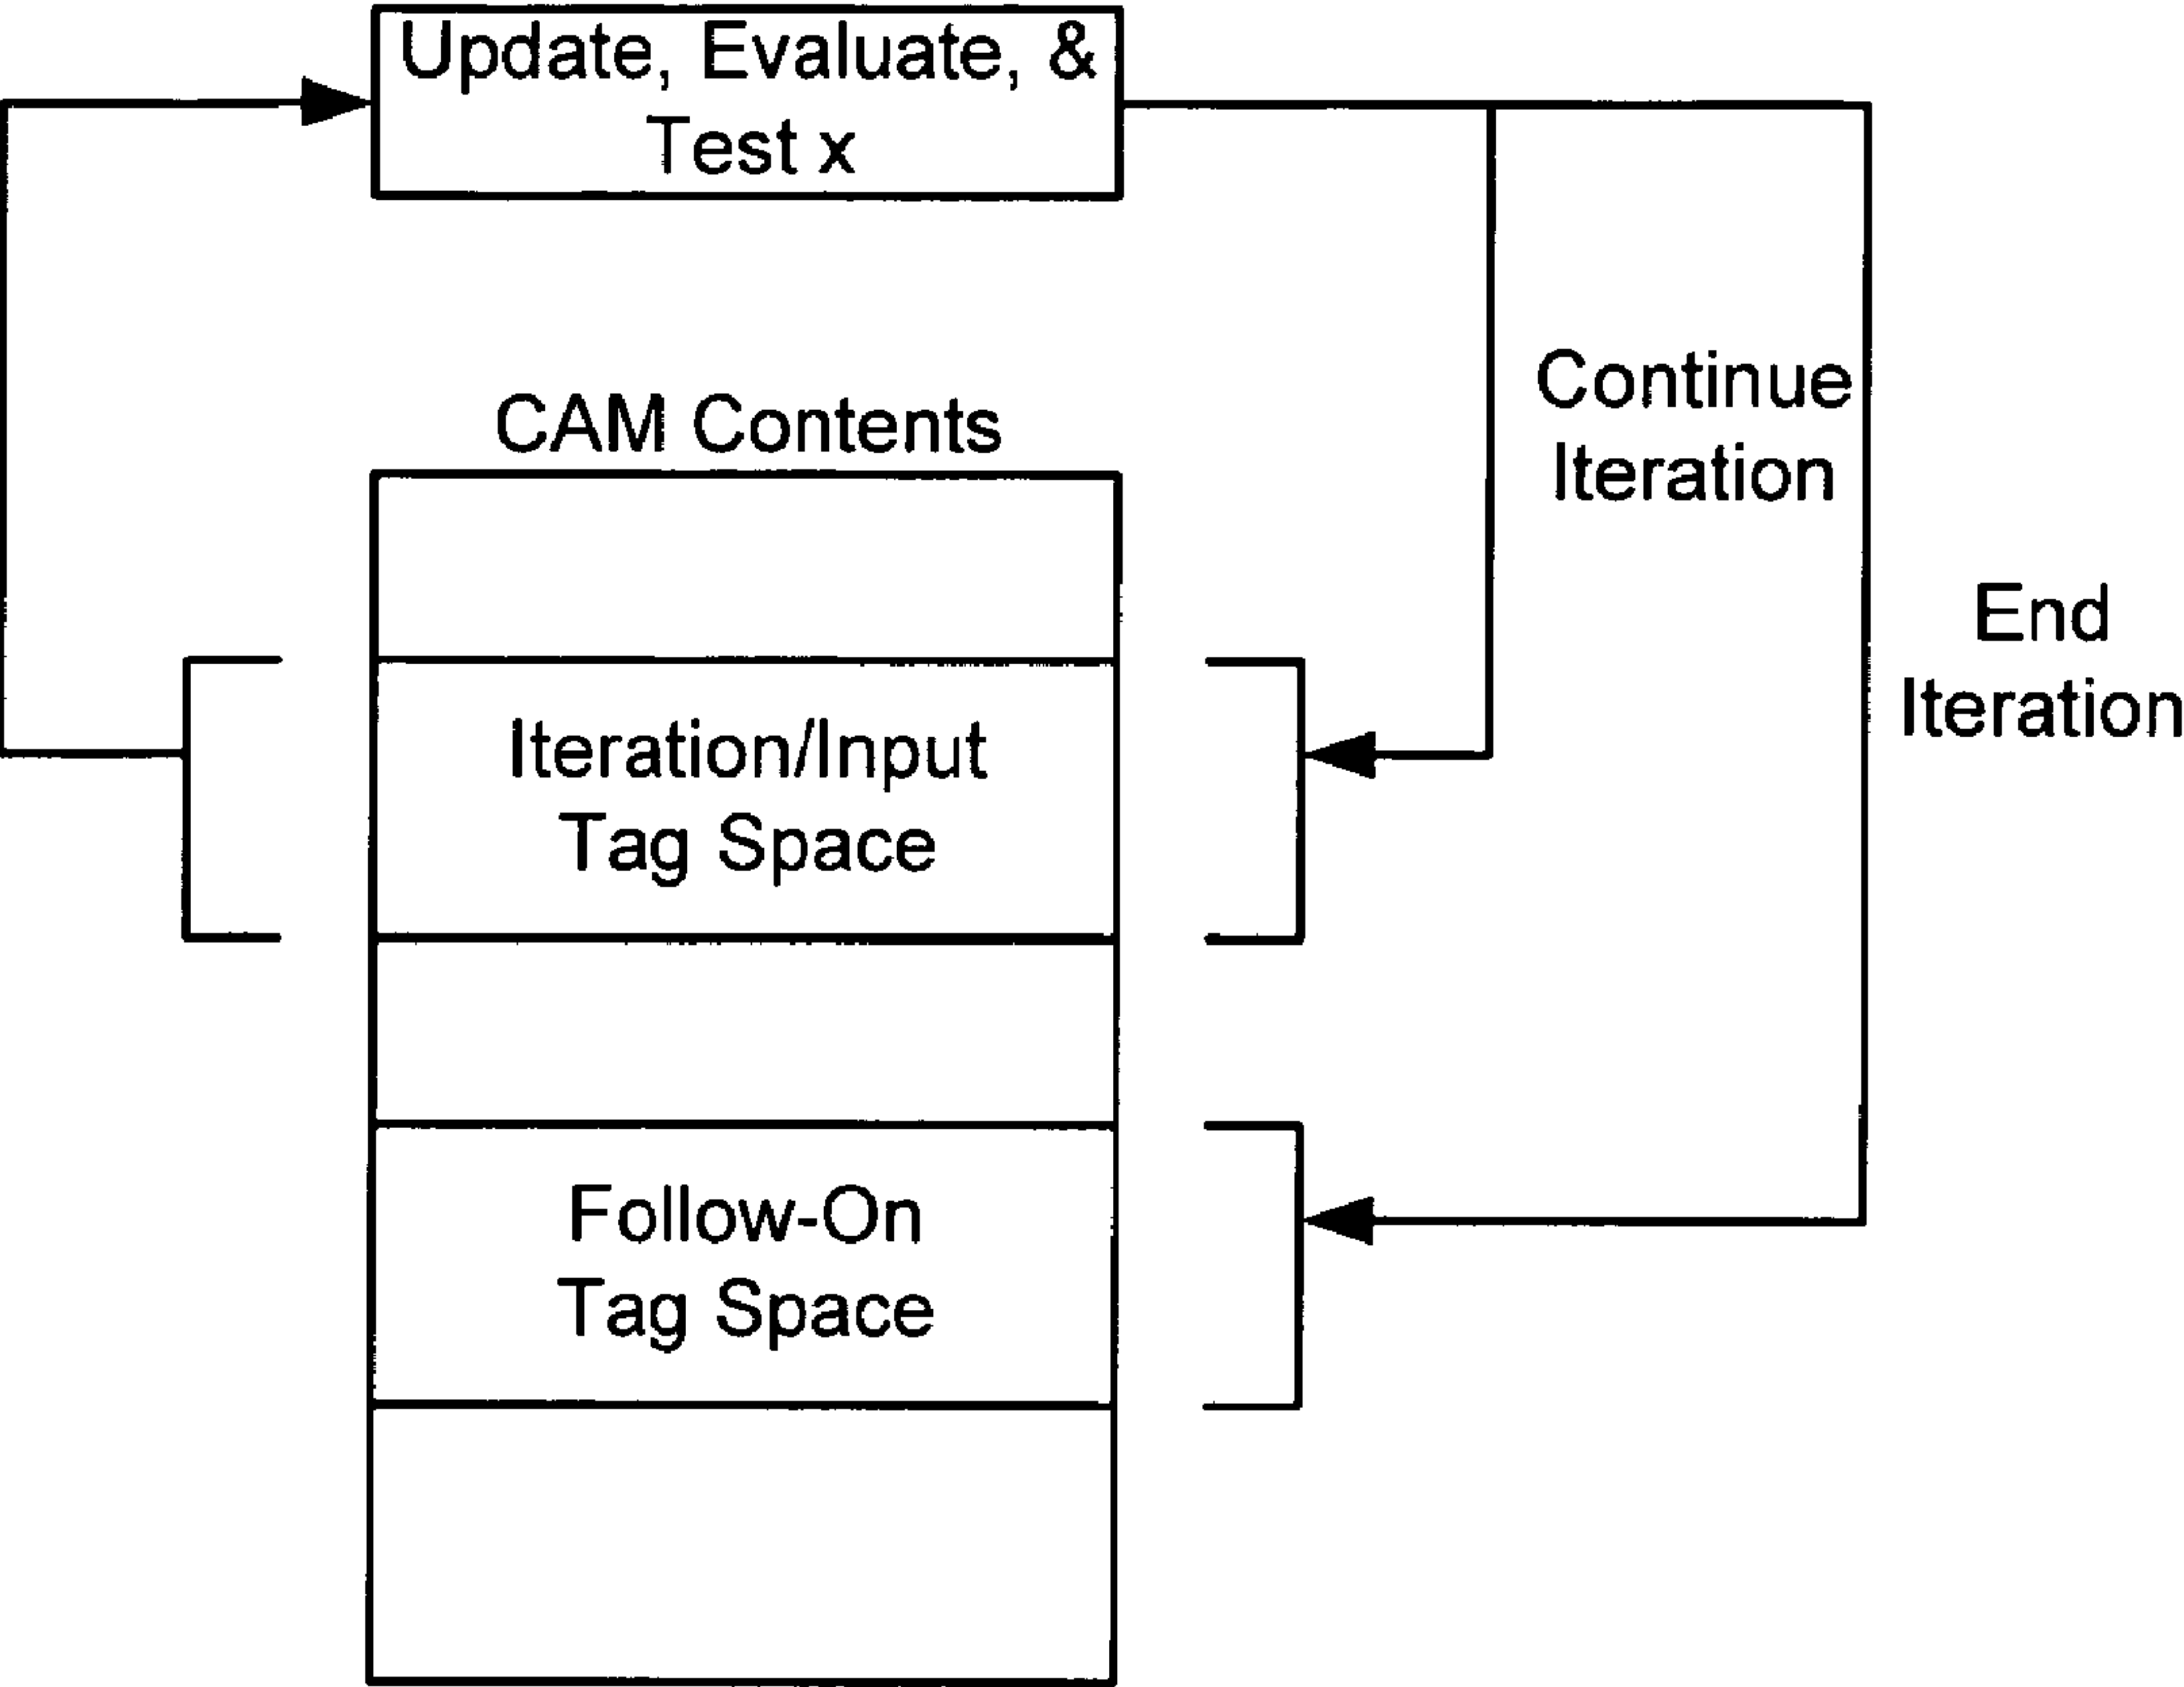 Update, Evaluate, &
Test x
CAM Contents
Continue
Iteration
End
Iteration
Iteration/Input
Tag Space
Follow-On
Tag Space